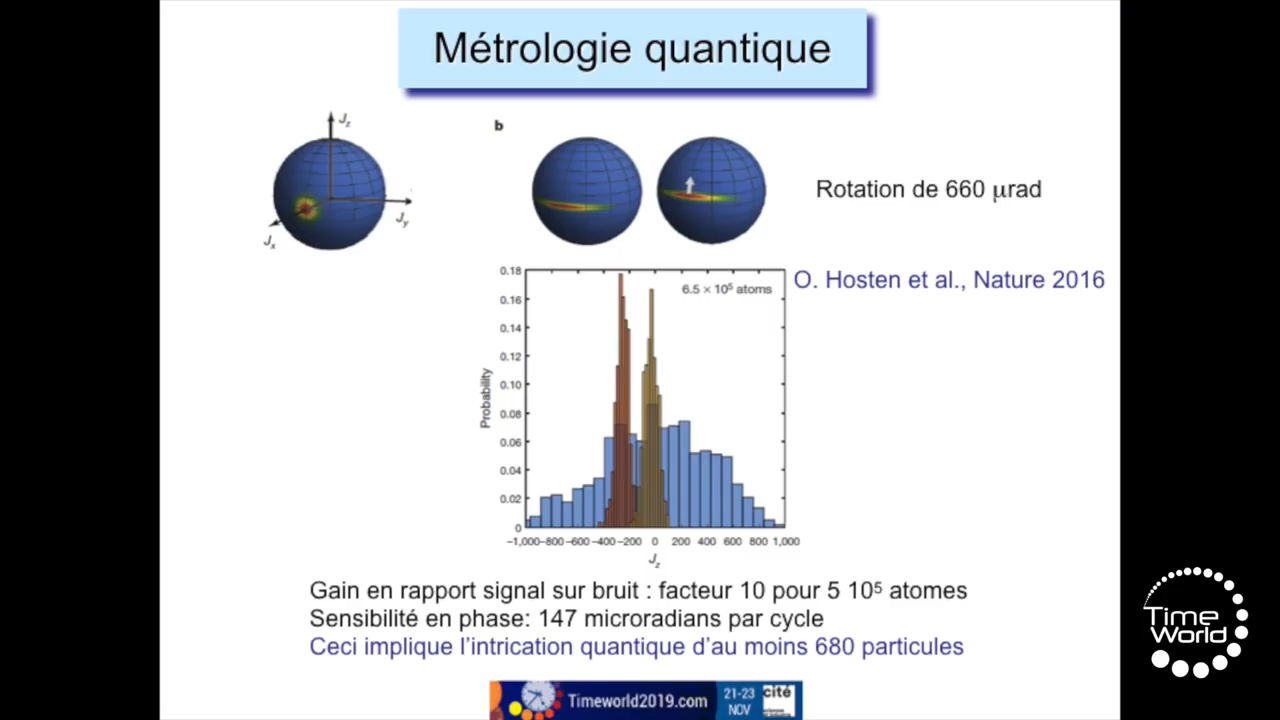 Métrologie quantique
Jz
Jy
Jx
b
Rotation de 660 µrad
O. Hosten et al., Nature 2016
6.5 × 10⁵ atoms
Probability
0.18
0.16
0.14
0.12
0.10
0.08
0.06
0.04
0.02
0
−1,000 −800 −600 −400 −200 0 200 400 600 800 1,000
Jz
Gain en rapport signal sur bruit : facteur 10 pour 5 10⁵ atomes
Sensibilité en phase: 147 microradians par cycle
Ceci implique l’intrication quantique d’au moins 680 particules
Time
World
Timeworld2019.com
21-23
NOV
cité